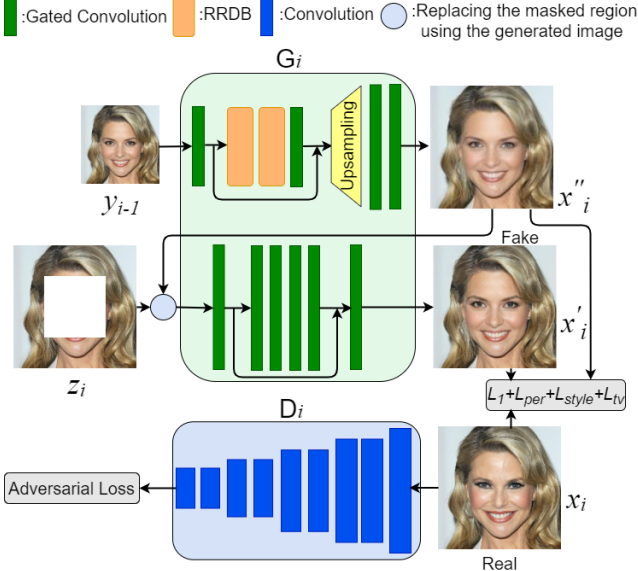 :Gated Convolution :RRDB :Convolution :Replacing the masked region
using the generated image
Gi
Upsampling
yi-1
x''i
Fake
zi
x'i
L1+Lper+Lstyle+Ltv
Di
Adversarial Loss
xi
Real